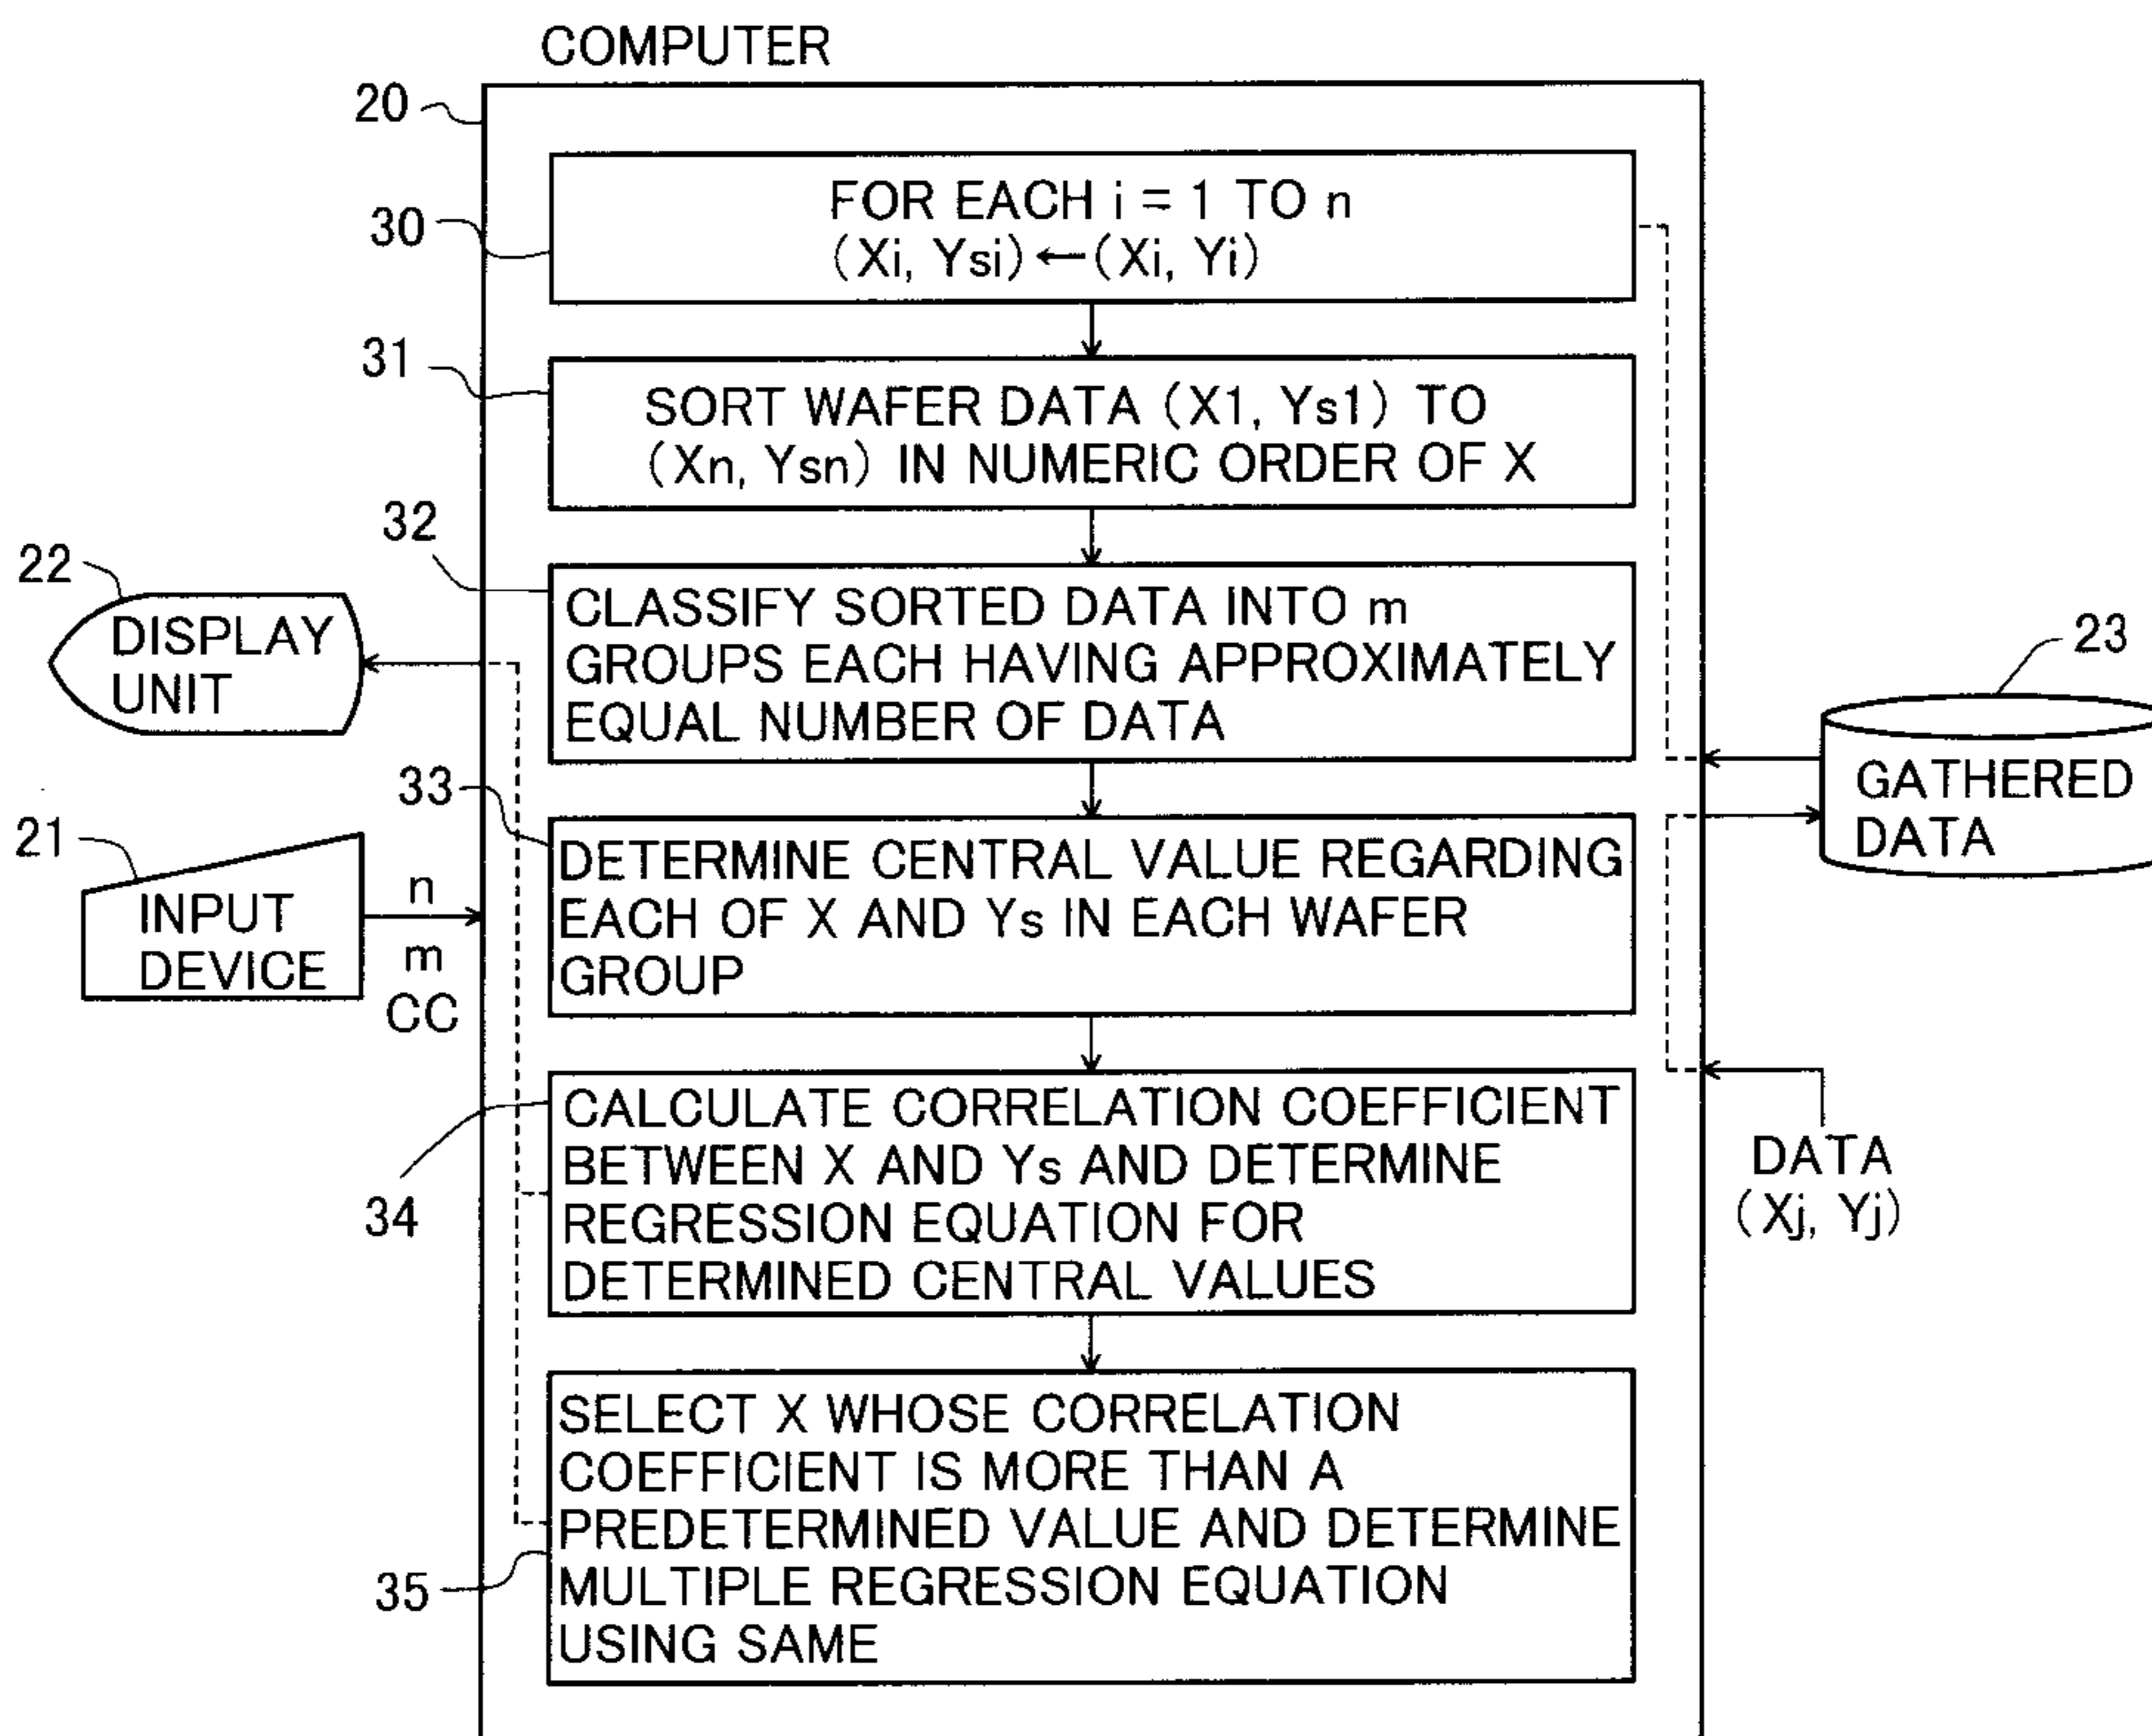 COMPUTER
20
30
FOR EACH i = 1 TO n
(Xi, Ysi) ← (Xi, Yi)
31
SORT WAFER DATA (X1, Ys1) TO
(Xn, Ysn) IN NUMERIC ORDER OF X
32
CLASSIFY SORTED DATA INTO m
GROUPS EACH HAVING APPROXIMATELY
EQUAL NUMBER OF DATA
22
DISPLAY
UNIT
23
GATHERED
DATA
33
DETERMINE CENTRAL VALUE REGARDING
EACH OF X AND Ys IN EACH WAFER
GROUP
21
INPUT
DEVICE
n
m
CC
34
CALCULATE CORRELATION COEFFICIENT
BETWEEN X AND Ys AND DETERMINE
REGRESSION EQUATION FOR
DETERMINED CENTRAL VALUES
DATA
(Xj, Yj)
35
SELECT X WHOSE CORRELATION
COEFFICIENT IS MORE THAN A
PREDETERMINED VALUE AND DETERMINE
MULTIPLE REGRESSION EQUATION
USING SAME